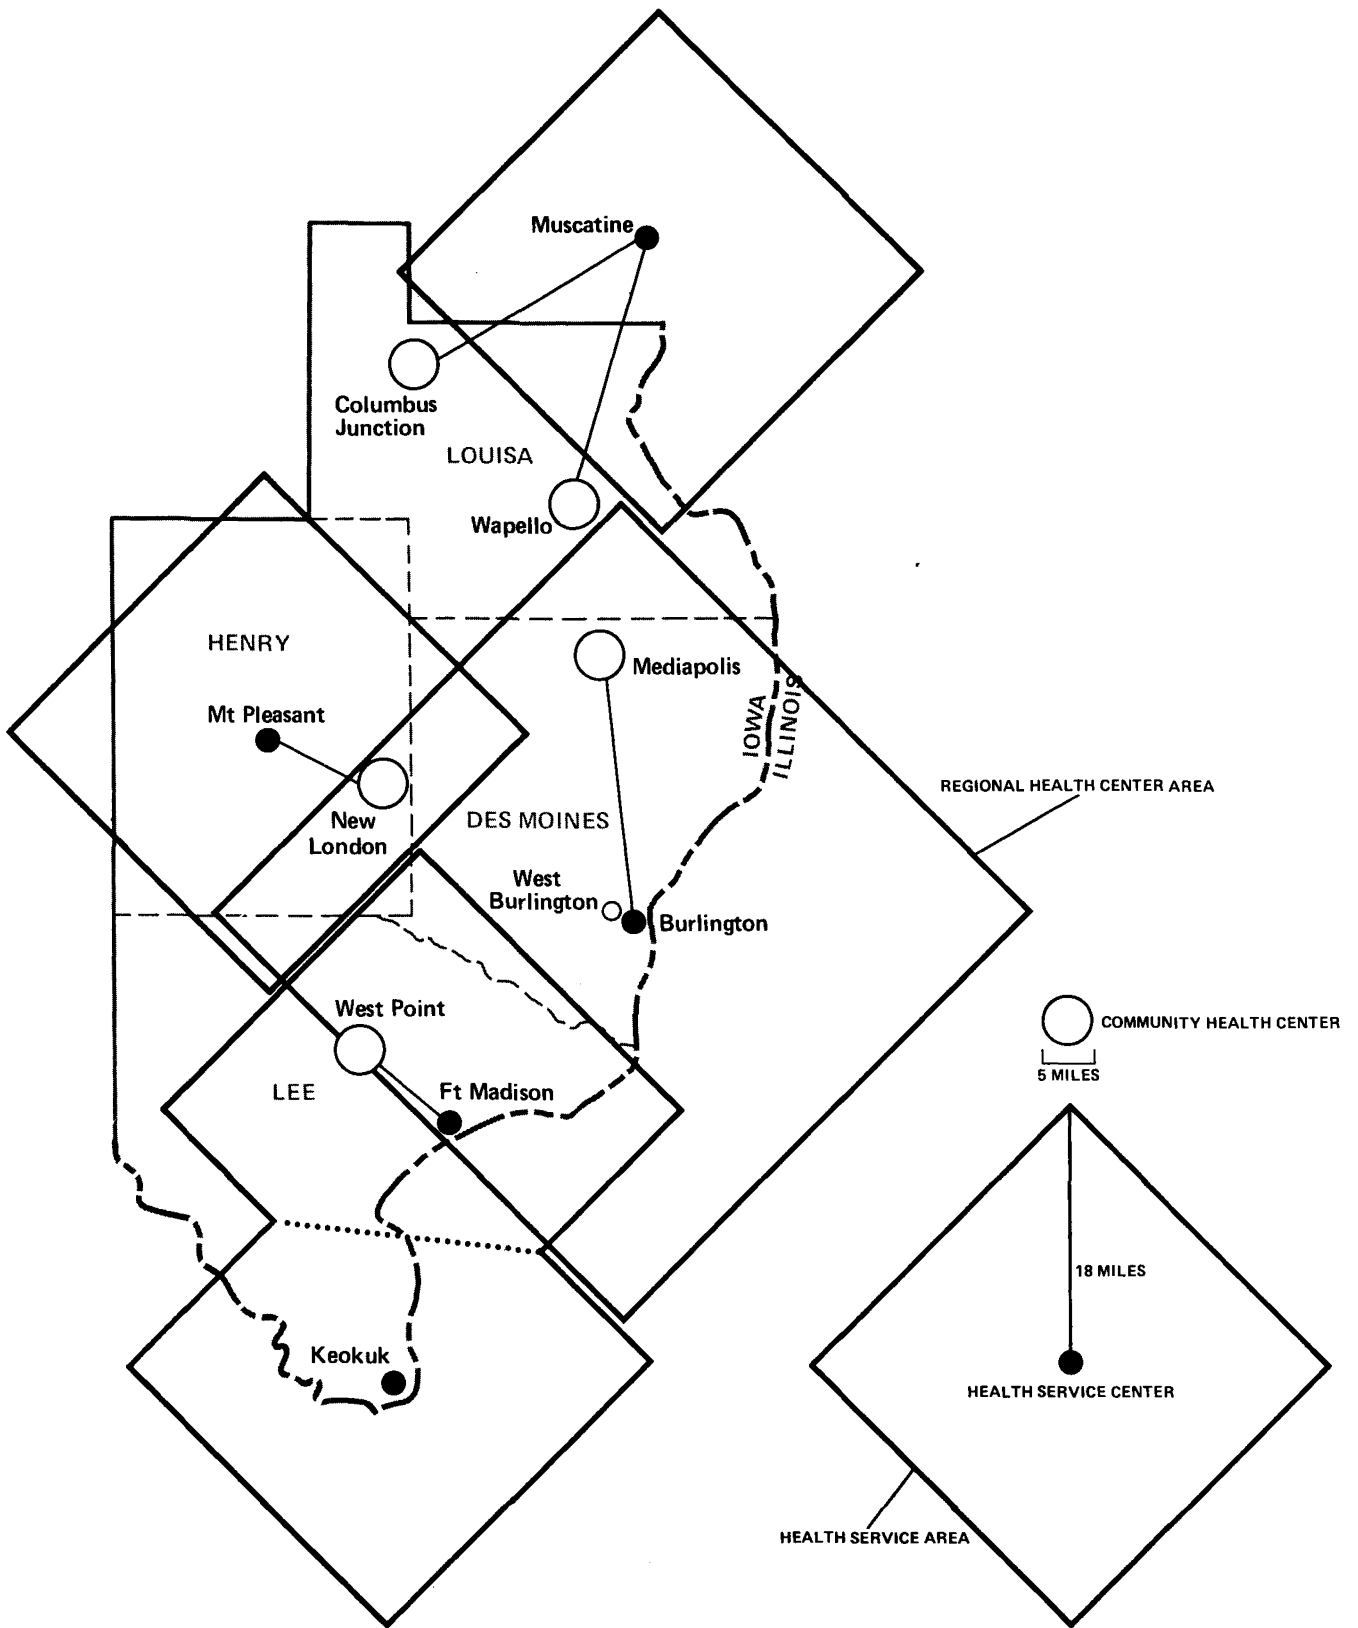 Muscatine
Columbus
Junction
LOUISA
Wapello
HENRY
Mediapolis
Mt Pleasant
IOWA
ILLINOIS
REGIONAL HEALTH CENTER AREA
New
London
DES MOINES
West
Burlington
Burlington
West Point
COMMUNITY HEALTH CENTER
5 MILES
LEE
Ft Madison
18 MILES
Keokuk
HEALTH SERVICE CENTER
HEALTH SERVICE AREA